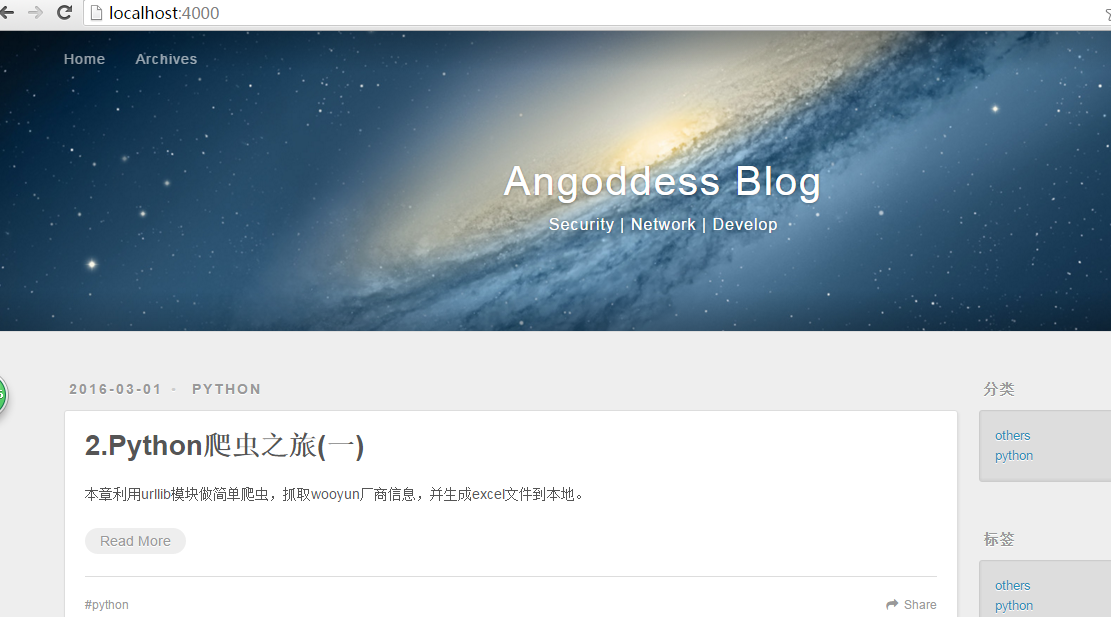 localhost:4000
Home Archives
Angoddess Blog
Security | Network | Develop
2016-03-01 - PYTHON
2.Python爬虫之旅(一)
本章利用urllib模块做简单爬虫，抓取wooyun厂商信息，并生成excel文件到本地。
Read More
#python Share
分类
others
python
标签
others
python